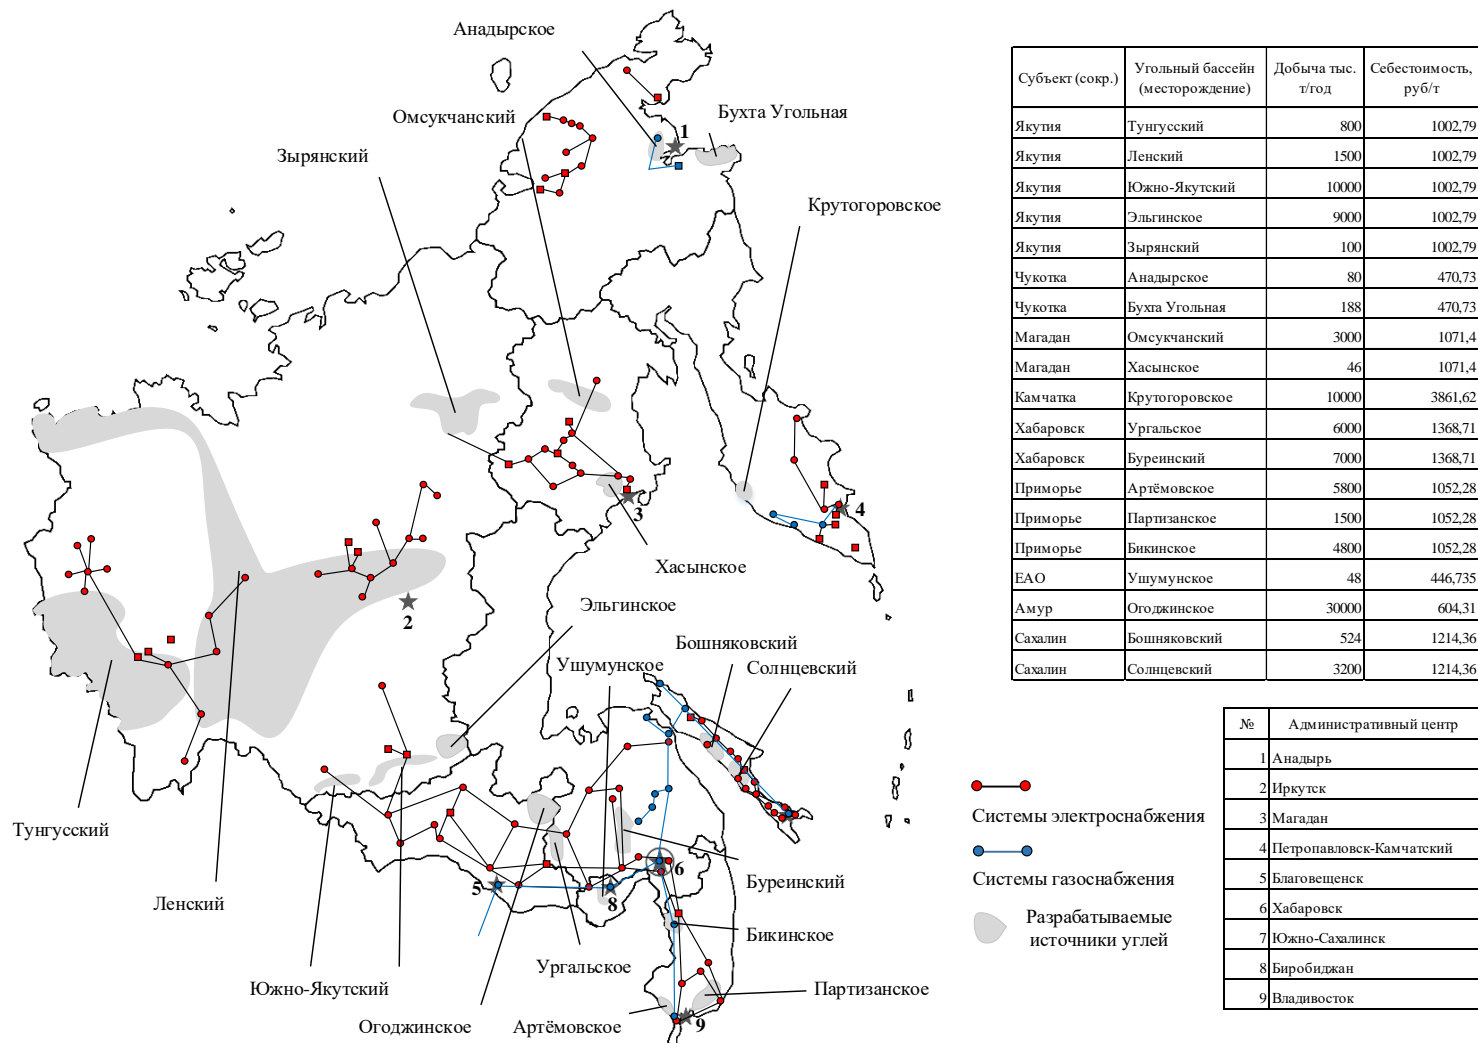 Анадырское
Омсукчанский
Бухта Угольная
Зырянский
Крутогоровское
Хасынское
Эльгинское
Бошняковский
Ушумунское
Солнцевский
Тунгусский
Ленский
Буреинский
Бикинское
Ургальское
Южно-Якутский
Партизанское
Огоджинское
Артёмовское
1
2
3
4
5
6
8
9
Субъект (сокр.) Угольный бассейн (месторождение) Добыча тыс. т/год Себестоимость, руб/т
Якутия Тунгусский 800 1002,79
Якутия Ленский 1500 1002,79
Якутия Южно-Якутский 10000 1002,79
Якутия Эльгинское 9000 1002,79
Якутия Зырянский 100 1002,79
Чукотка Анадырское 80 470,73
Чукотка Бухта Угольная 188 470,73
Магадан Омсукчанский 3000 1071,4
Магадан Хасынское 46 1071,4
Камчатка Крутогоровское 10000 3861,62
Хабаровск Ургальское 6000 1368,71
Хабаровск Буреинский 7000 1368,71
Приморье Артёмовское 5800 1052,28
Приморье Партизанское 1500 1052,28
Приморье Бикинское 4800 1052,28
ЕАО Ушумунское 48 446,735
Амур Огоджинское 30000 604,31
Сахалин Бошняковский 524 1214,36
Сахалин Солнцевский 3200 1214,36
Системы электроснабжения
Системы газоснабжения
Разрабатываемые
источники углей
№ Административный центр
1 Анадырь
2 Иркутск
3 Магадан
4 Петропавловск-Камчатский
5 Благовещенск
6 Хабаровск
7 Южно-Сахалинск
8 Биробиджан
9 Владивосток